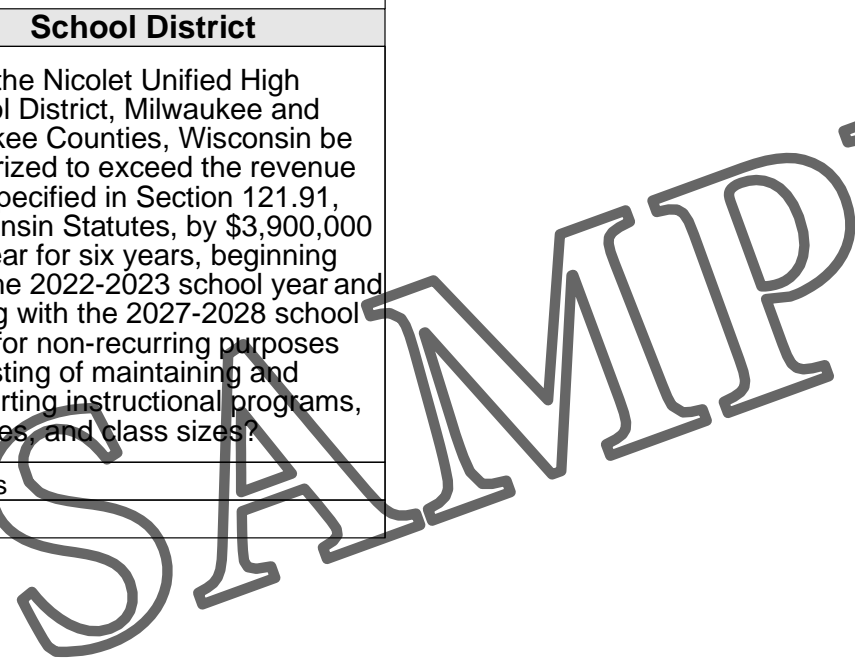 School District
the Nicolet Unified High
ol District, Milwaukee and
kee Counties, Wisconsin be
rized to exceed the revenue
pecified in Section 121.91,
nsin Statutes, by $3,900,000
ear for six years, beginning
he 2022-2023 school year and
g with the 2027-2028 school
for non-recurring purposes
sting of maintaining and
rting instructional programs,
es, and class sizes?
s
SAMP